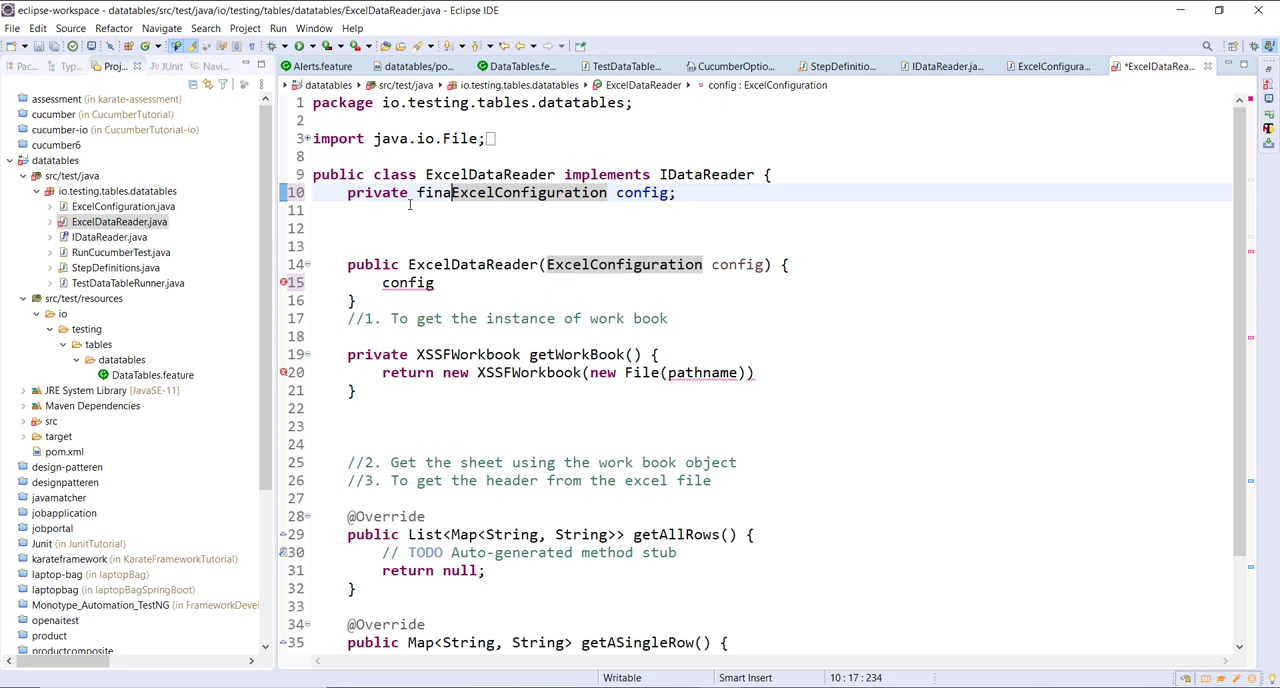 eclipse-workspace - datatables/src/test/java/io/testing/tables/datatables/ExcelDataReader.java - Eclipse IDE
File Edit Source Refactor Navigate Search Project Run Window Help
Pac... Typ... Proj... JUnit Navi...
Alerts.feature datatables/po... DataTables.fe... TestDataTable... CucumberOptio... StepDefinitio... IDataReader.ja... ExcelConfigura... *ExcelDataRea...
datatables src/test/java io.testing.tables.datatables ExcelDataReader config : ExcelConfiguration
assessment (in karate-assessment)
cucumber (in CucumberTutorial)
cucumber-io (in CucumberTutorial-io)
cucumber6
datatables
src/test/java
io.testing.tables.datatables
ExcelConfiguration.java
ExcelDataReader.java
IDataReader.java
RunCucumberTest.java
StepDefinitions.java
TestDataTableRunner.java
src/test/resources
io
testing
tables
datatables
DataTables.feature
JRE System Library [JavaSE-11]
Maven Dependencies
src
target
pom.xml
design-patteren
designpatteren
javamatcher
jobapplication
jobportal
Junit (in JunitTutorial)
karateframework (in KarateFrameworkTutorial)
laptop-bag (in laptopBag)
laptopbag (in laptopBagSpringBoot)
Monotype_Automation_TestNG (in FrameworkDeve
openaitest
product
productcomposite
1 package io.testing.tables.datatables;
2
3 import java.io.File;
8
9 public class ExcelDataReader implements IDataReader {
10 private finaExcelConfiguration config;
11
12
13
14 public ExcelDataReader(ExcelConfiguration config) {
15 config
16 }
17 //1. To get the instance of work book
18
19 private XSSFWorkbook getWorkBook() {
20 return new XSSFWorkbook(new File(pathname))
21 }
22
23
24
25 //2. Get the sheet using the work book object
26 //3. To get the header from the excel file
27
28 @Override
29 public List<Map<String, String>> getAllRows() {
30 // TODO Auto-generated method stub
31 return null;
32 }
33
34 @Override
35 public Map<String, String> getASingleRow() {
Writable Smart Insert 10 : 17 : 234